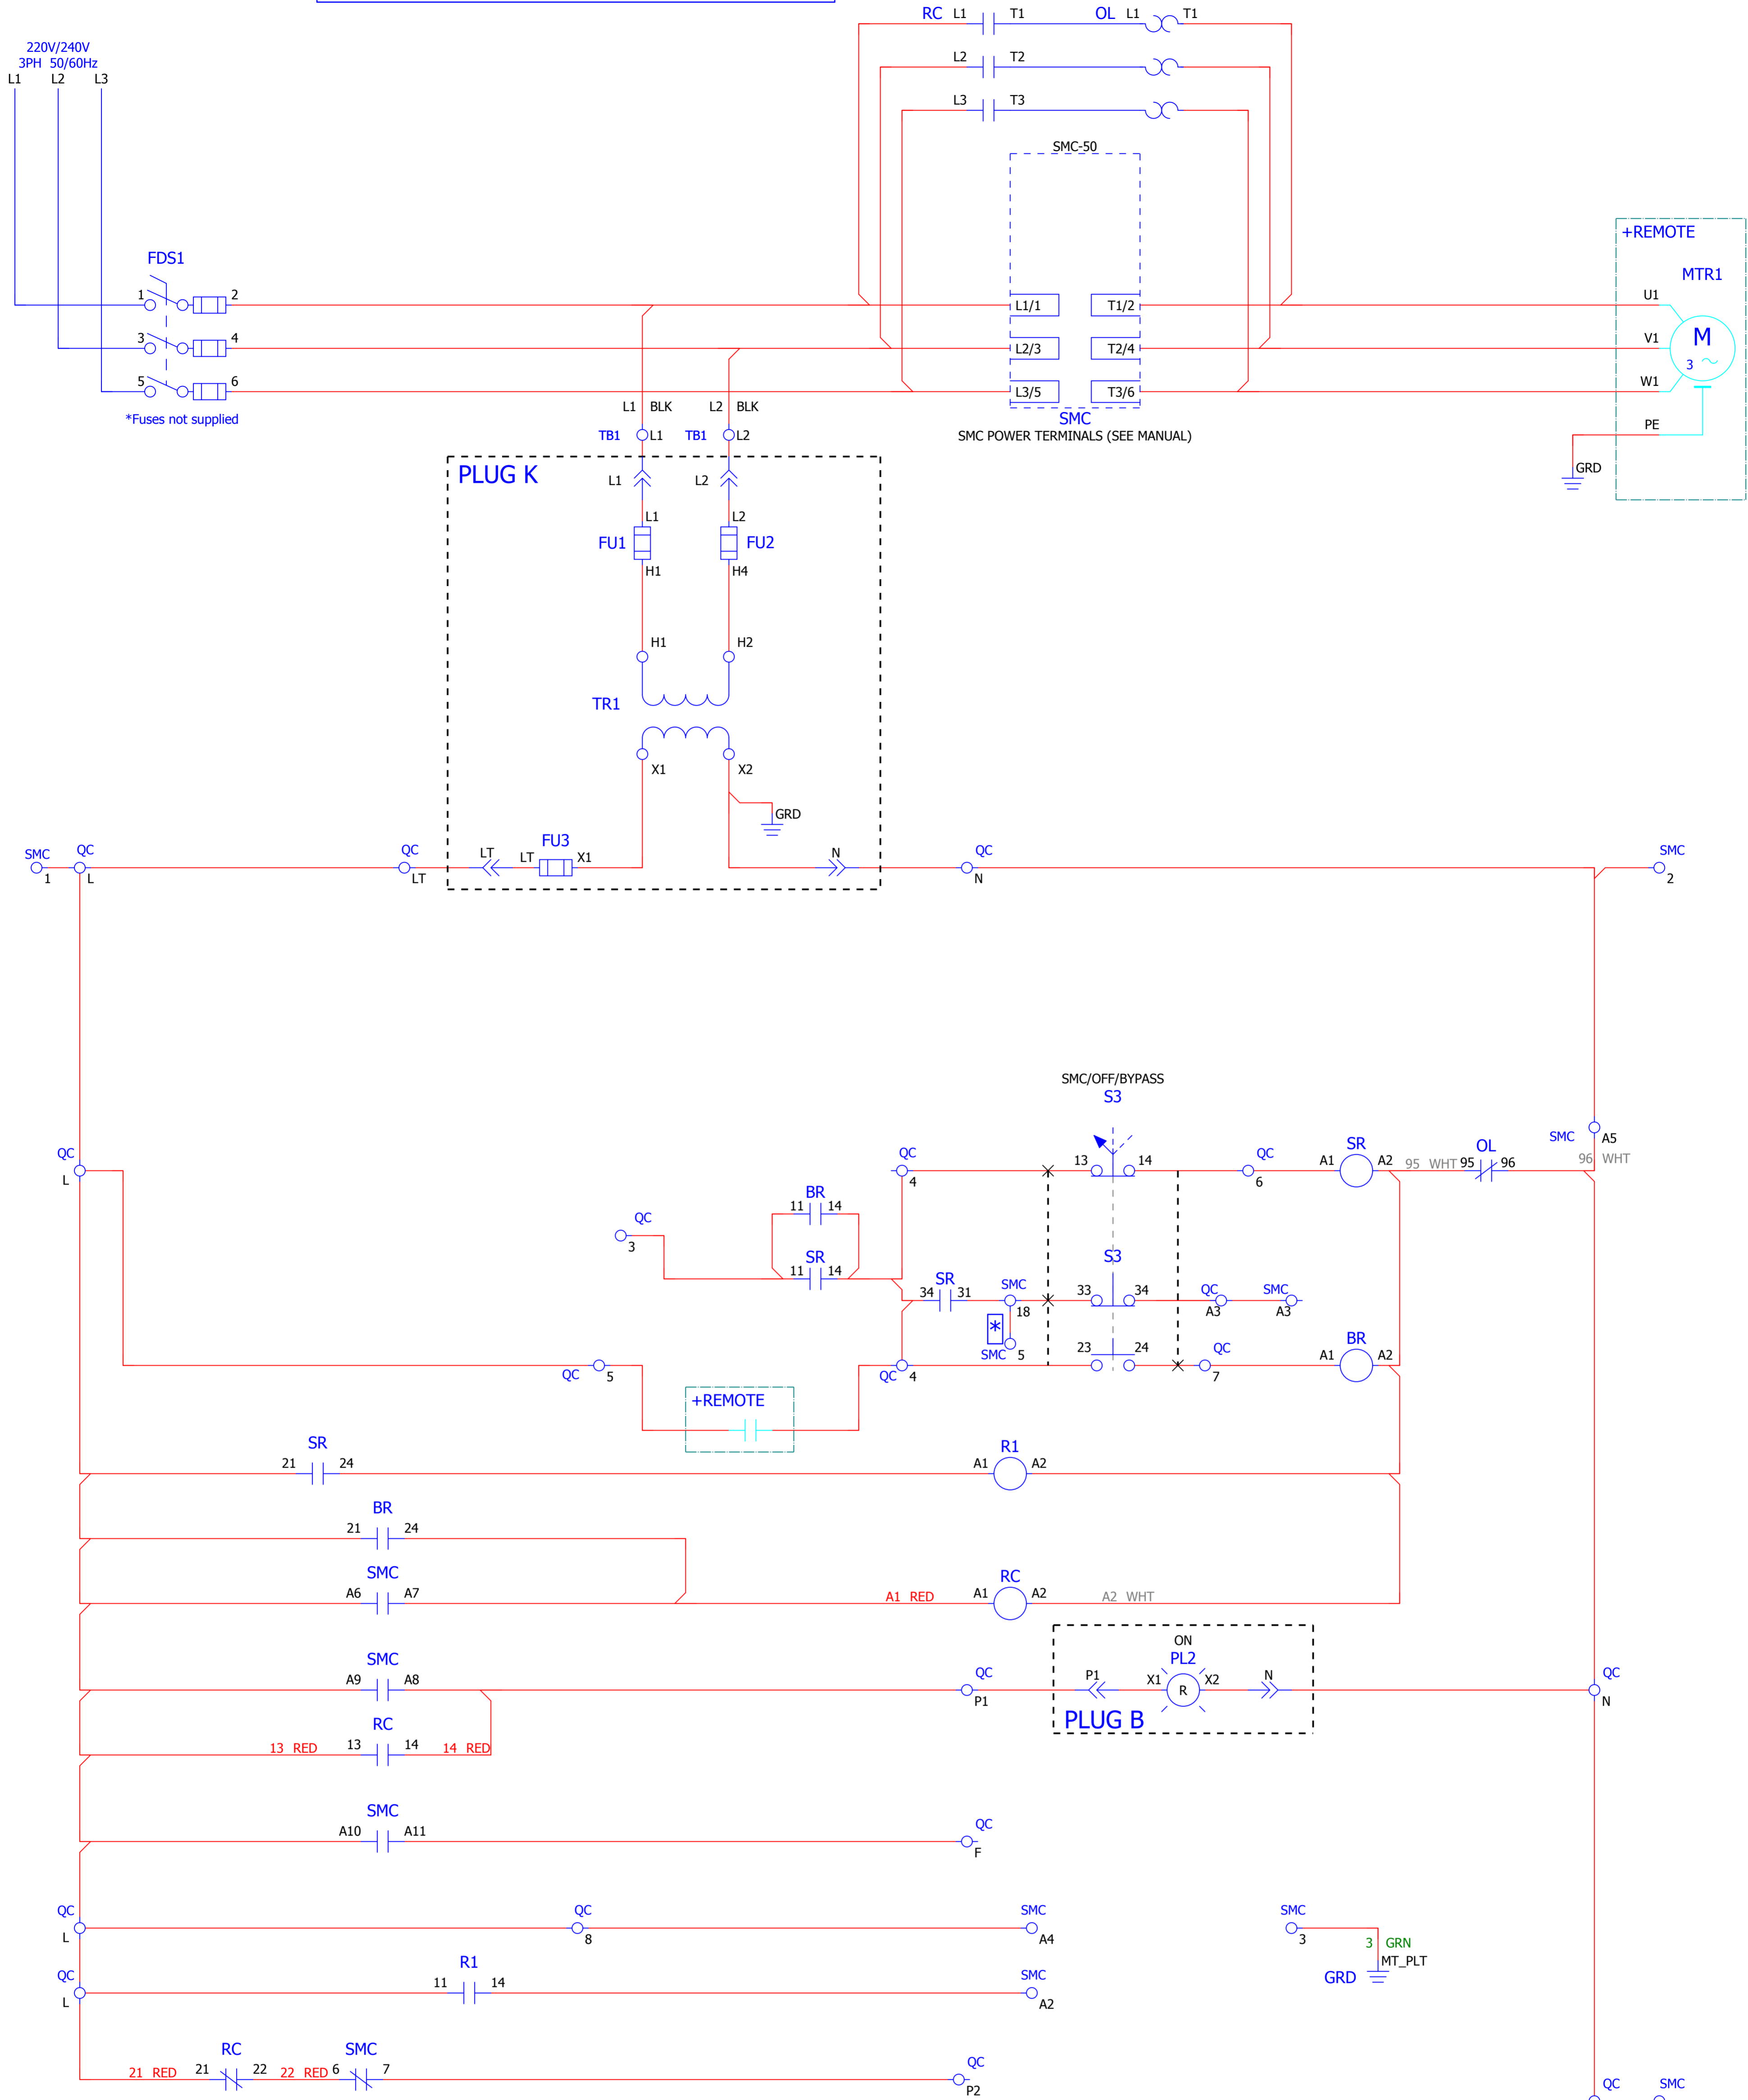 RC L1 T1 OL L1 T1
220V/240V
3PH 50/60Hz
L1 L2 L3
L2 T2
L3 T3
SMC-50
+REMOTE
MTR1
FDS1
1 2 L1/1 T1/2 U1
3 4 L2/3 T2/4 V1
M
3
5 6 L3/5 T3/6 W1
*Fuses not supplied
L1 BLK L2 BLK
SMC
PE
TB1 L1 TB1 L2
SMC POWER TERMINALS (SEE MANUAL)
GRD
PLUG K
L1 L2
L1 L2
FU1 FU2
H1 H4
H1 H2
TR1
X1 X2
GRD
FU3
SMC QC QC LT LT X1 N QC SMC
1 L LT N 2
SMC/OFF/BYPASS
S3
SMC A5
QC QC 13 14 QC SR OL
A1 A2 95 WHT 95 96 96 WHT
L 4 6
BR
11 14
QC
3
SR S3
11 14
SR SMC
34 31 33 34 QC SMC
18 A3 A3
*
SMC 5 23 24 QC BR
A1 A2
QC 5 QC 4 7
+REMOTE
SR R1
21 24 A1 A2
BR
21 24
SMC RC
A6 A7 A1 RED A1 A2 A2 WHT
ON
SMC PL2
A9 A8 QC P1 X1 R X2 N QC
P1 N
PLUG B
RC
13 RED 13 14 14 RED
SMC
A10 A11 QC
F
QC QC SMC SMC
L 8 A4 3
3 GRN
MT_PLT
GRD
QC R1 SMC
11 14
L A2
RC SMC
21 RED 21 22 22 RED 6 7 QC
P2
QC SMC